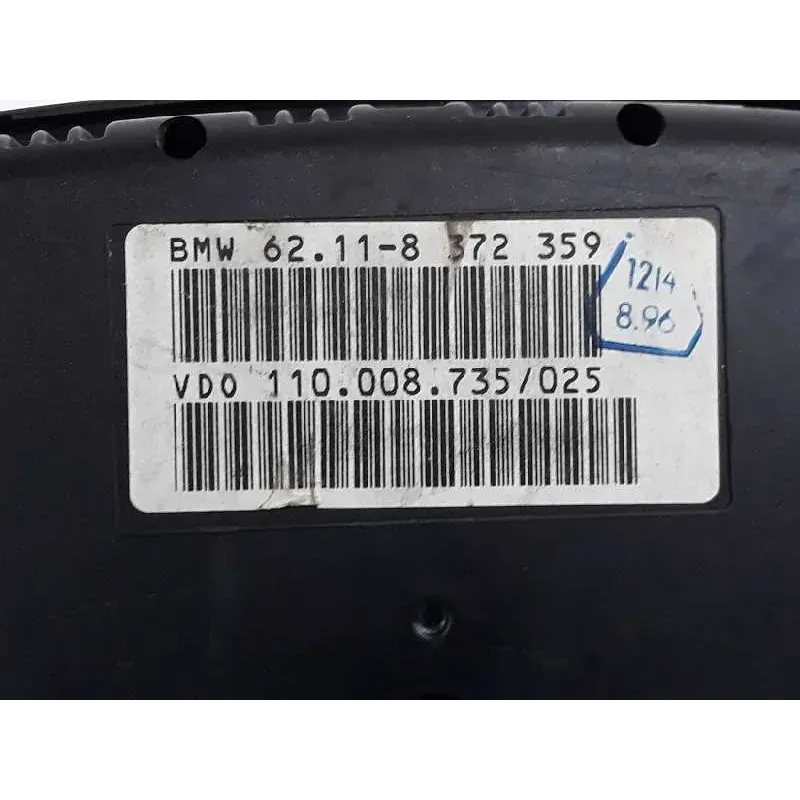 BMW 62.11-8 372 359
1214
8.96
VDO 110.008.735/025